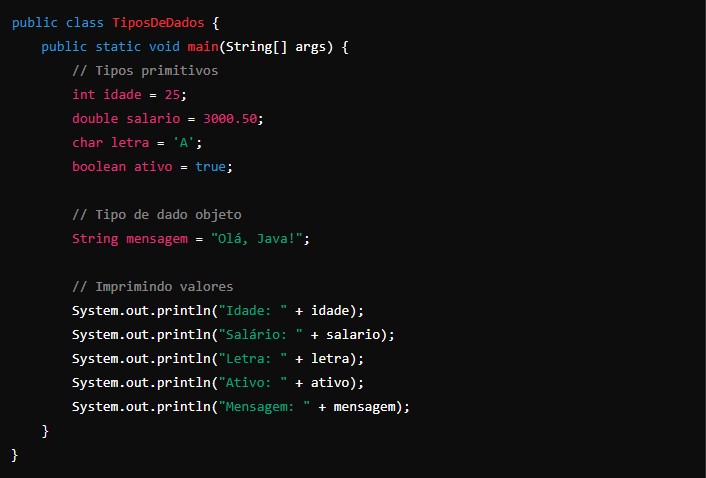 public class TiposDeDados {
    public static void main(String[] args) {
        // Tipos primitivos
        int idade = 25;
        double salario = 3000.50;
        char letra = 'A';
        boolean ativo = true;

        // Tipo de dado objeto
        String mensagem = "Olá, Java!";

        // Imprimindo valores
        System.out.println("Idade: " + idade);
        System.out.println("Salário: " + salario);
        System.out.println("Letra: " + letra);
        System.out.println("Ativo: " + ativo);
        System.out.println("Mensagem: " + mensagem);
    }
}